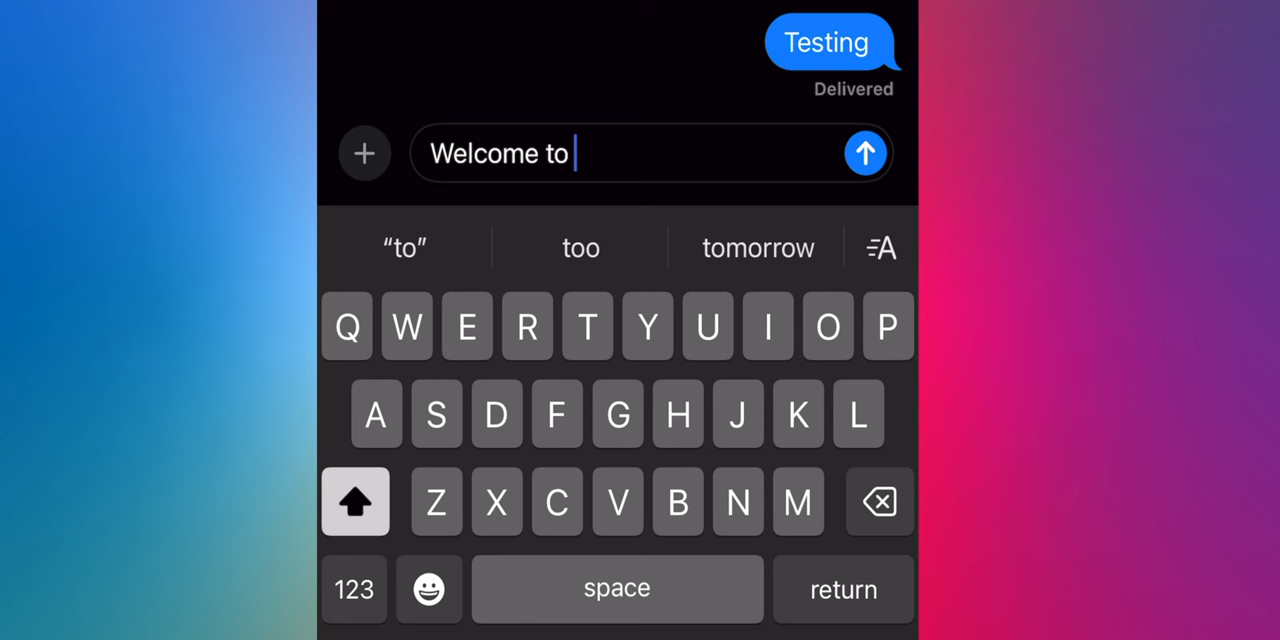 Testing
Delivered
Welcome to
“to” too tomorrow A
Q W E R T Y U I O P
A S D F G H J K L
Z X C V B N M
123 space return